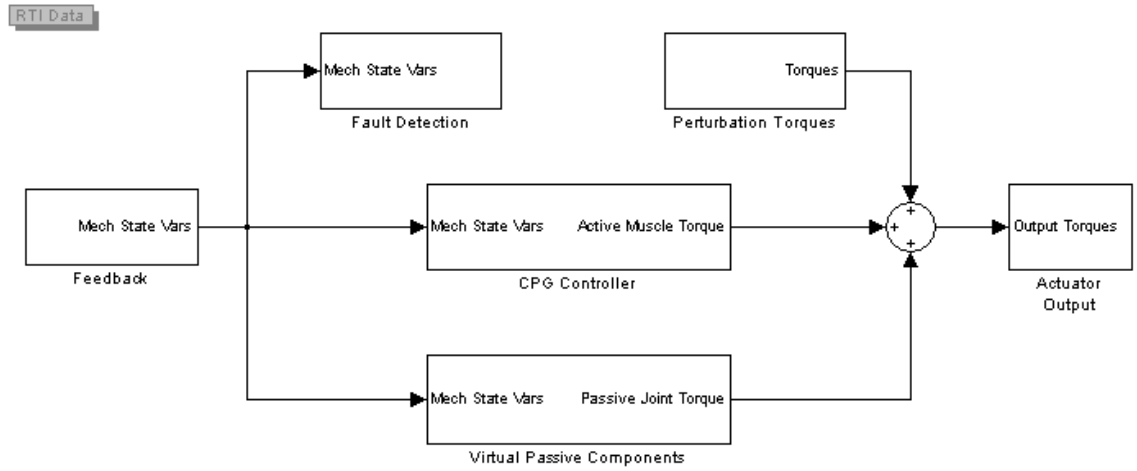 RTI Data
Mech State Vars
Fault Detection
Torques
Perturbation Torques
Mech State Vars
Feedback
Mech State Vars Active Muscle Torque
CPG Controller
+
+
+
Output Torques
Actuator
Output
Mech State Vars Passive Joint Torque
Virtual Passive Components